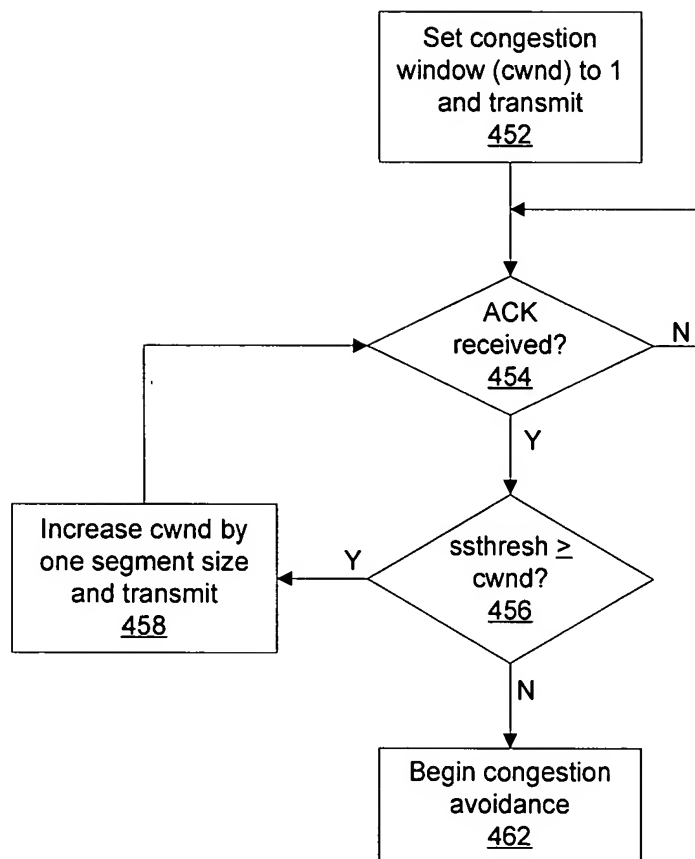 Set congestion
window (cwnd) to 1
and transmit
452
ACK
received?
454
N
Y
Increase cwnd by
one segment size
and transmit
458
Y
ssthresh ≥
cwnd?
456
N
Begin congestion
avoidance
462